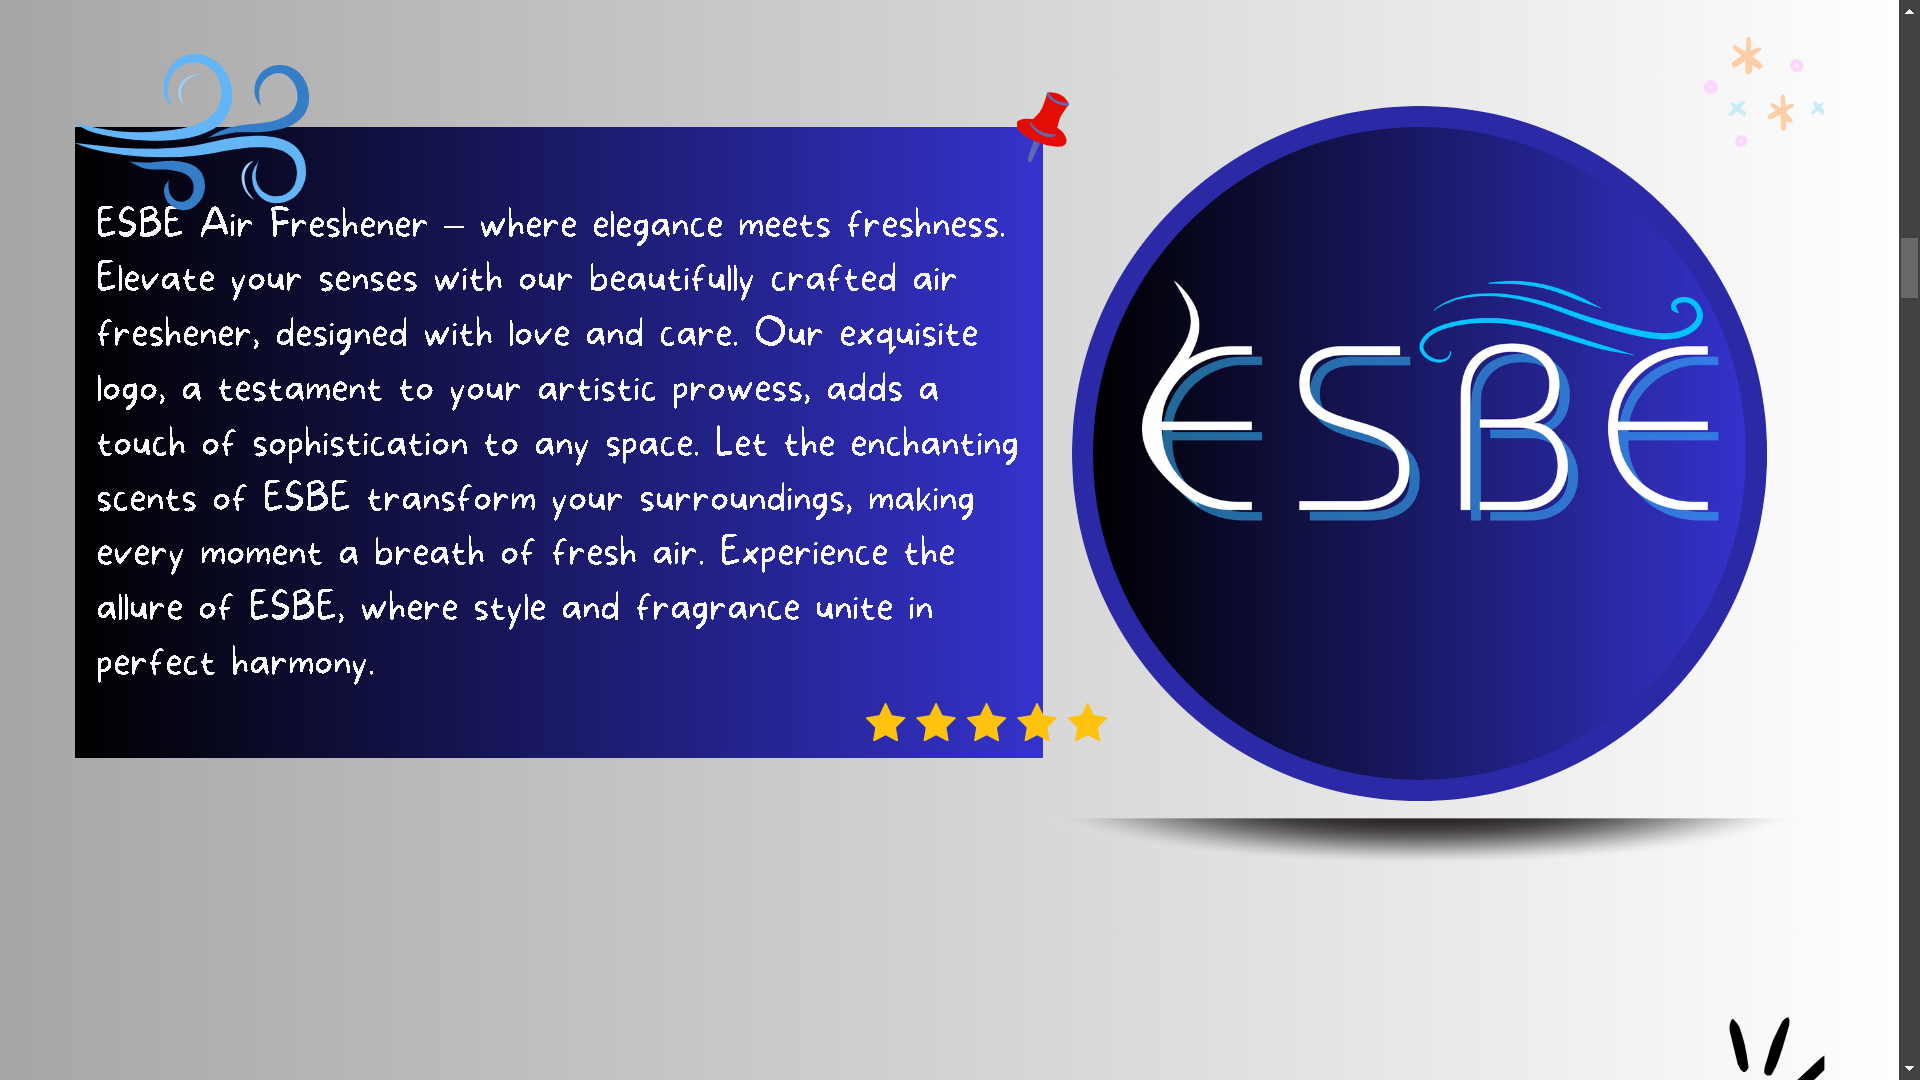 ESBE Air Freshener – where elegance meets freshness.
Elevate your senses with our beautifully crafted air
freshener, designed with love and care. Our exquisite
logo, a testament to your artistic prowess, adds a
touch of sophistication to any space. Let the enchanting
scents of ESBE transform your surroundings, making
every moment a breath of fresh air. Experience the
allure of ESBE, where style and fragrance unite in
perfect harmony.
ESBE